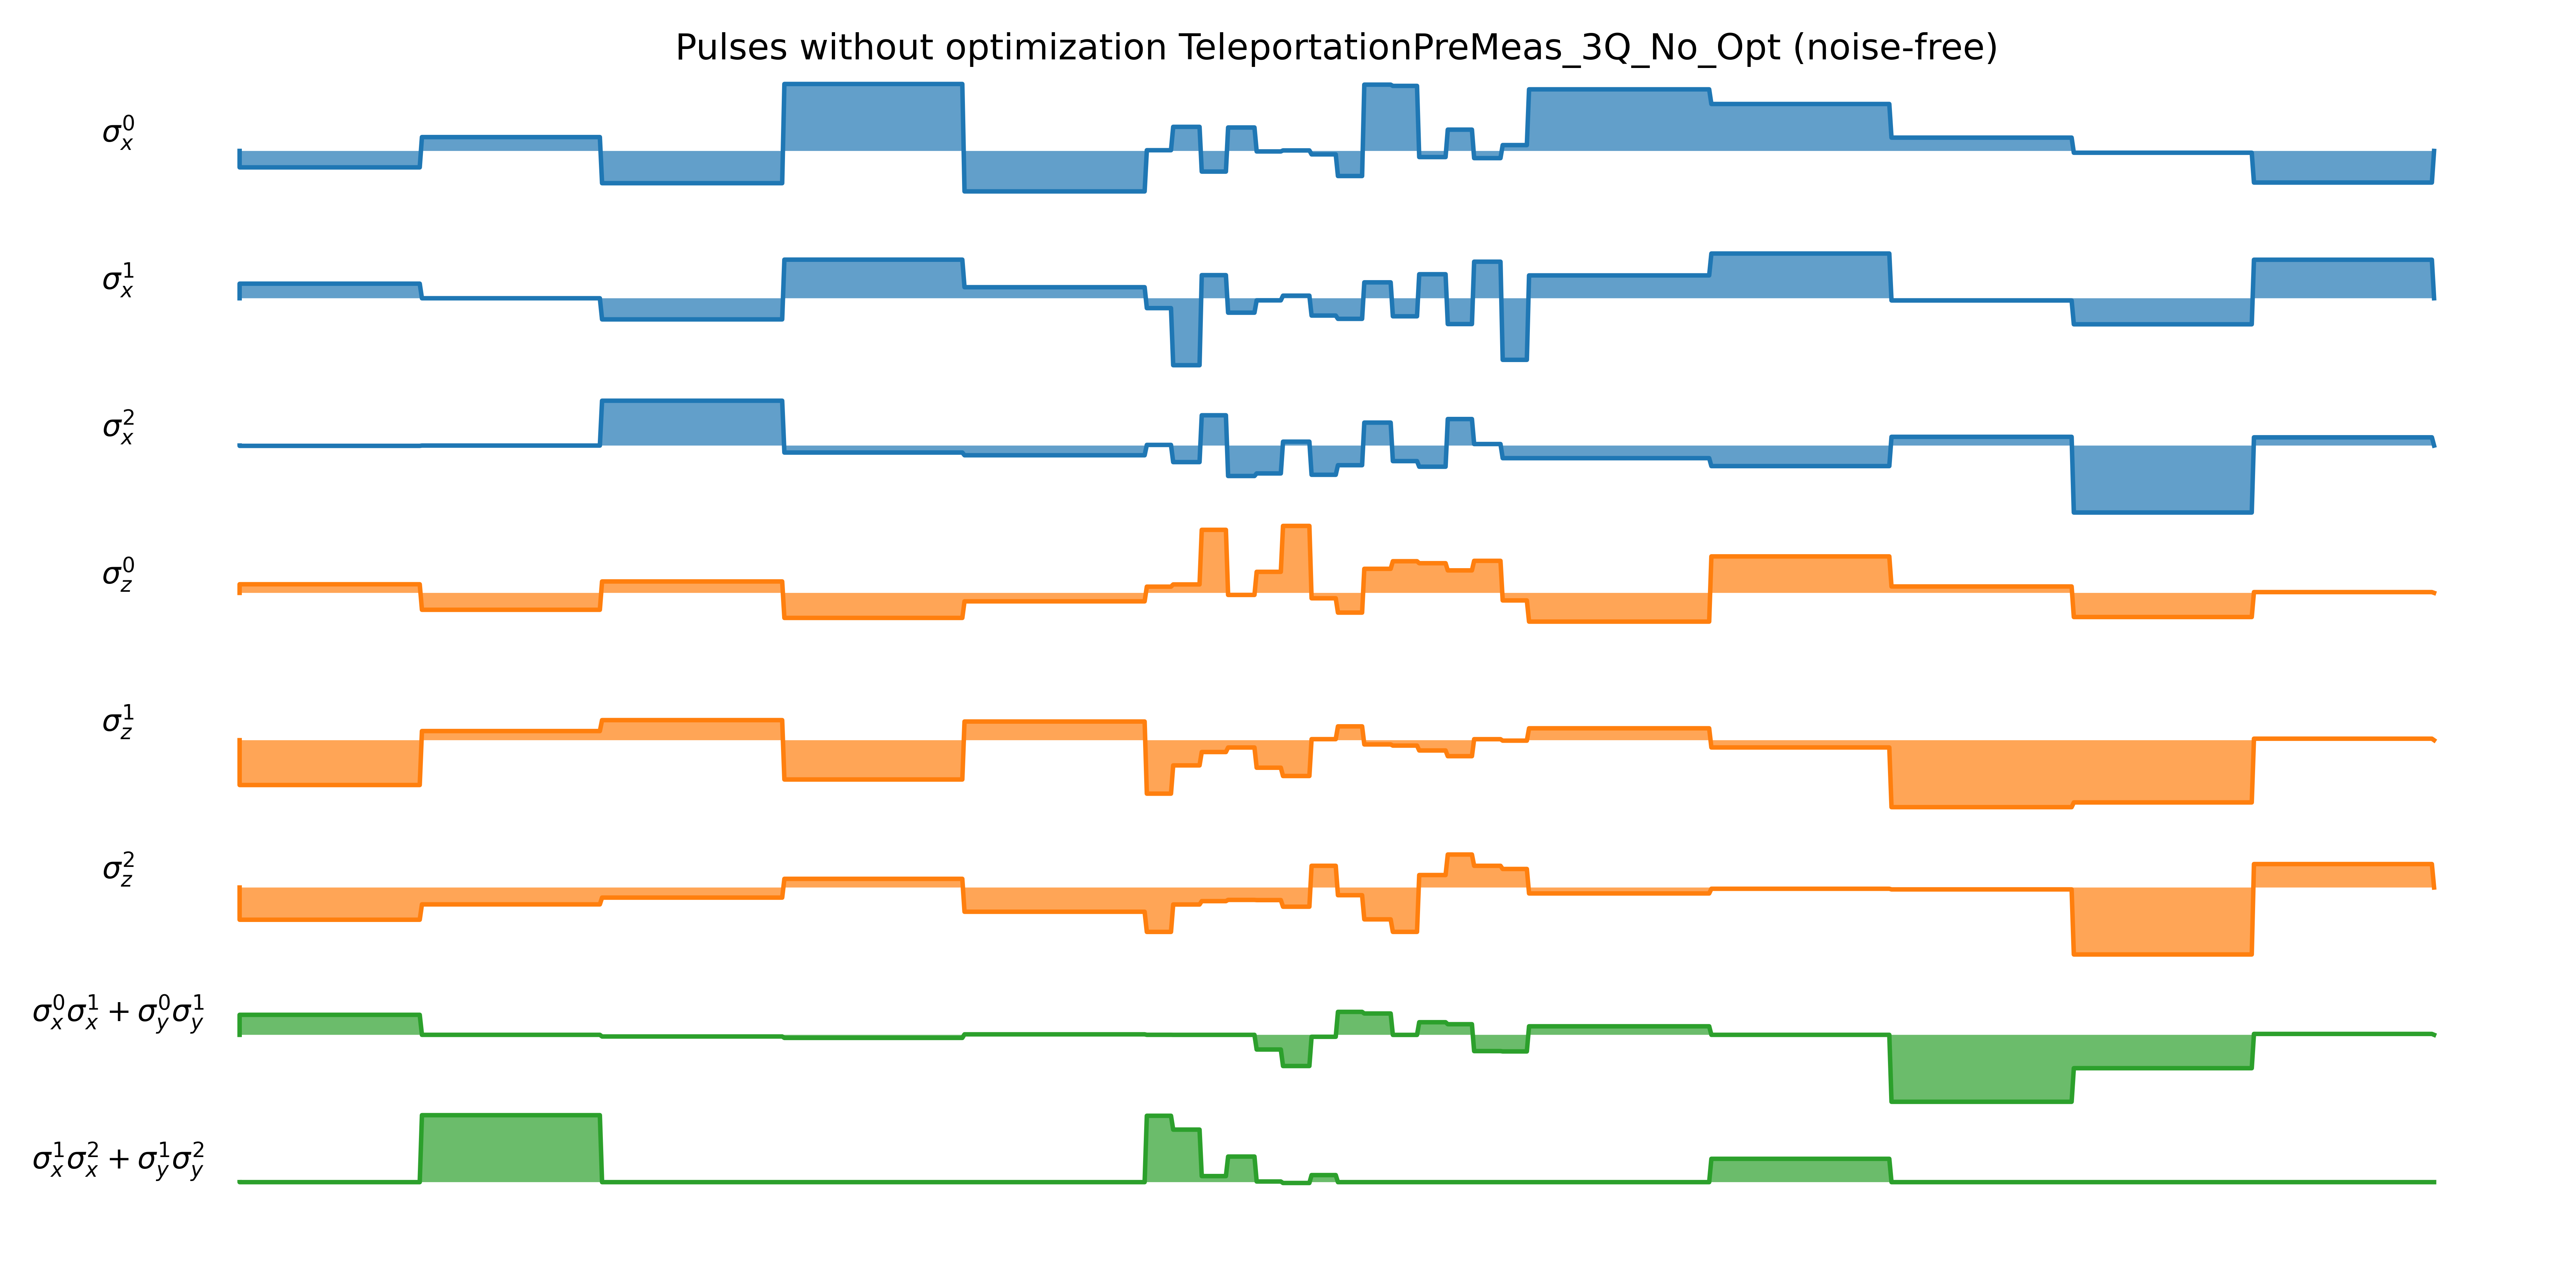 Pulses without optimization TeleportationPreMeas_3Q_No_Opt (noise-free)
σ_x^0
σ_x^1
σ_x^2
σ_z^0
σ_z^1
σ_z^2
σ_x^0σ_x^1 + σ_y^0σ_y^1
σ_x^1σ_x^2 + σ_y^1σ_y^2